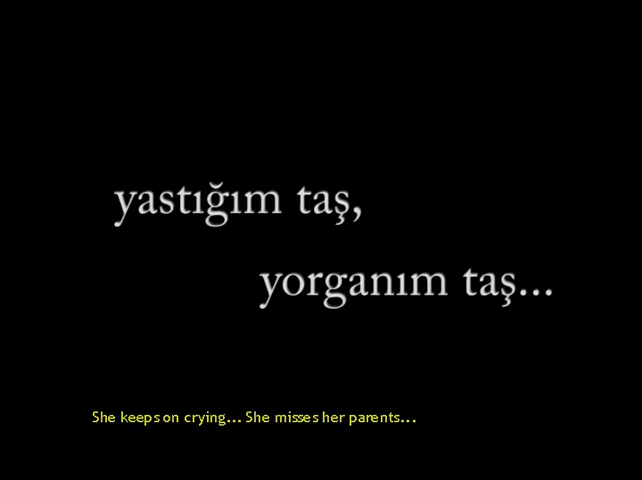 yastığım taş,
yorganım taş...
She keeps on crying... She misses her parents...